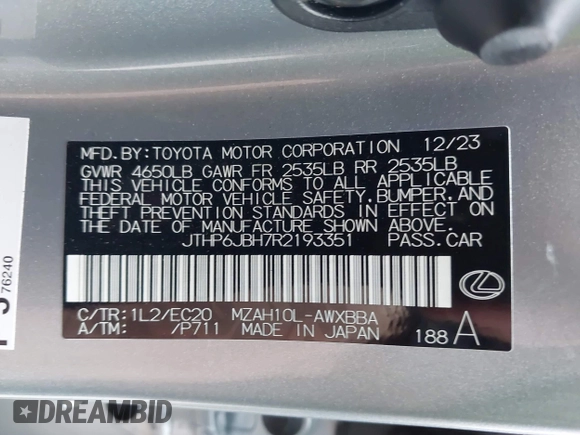 MFD.BY:TOYOTA MOTOR CORPORATION 12/23
GVWR 4650LB GAWR FR 2535LB RR 2535LB
THIS VEHICLE CONFORMS TO ALL APPLICABLE
FEDERAL MOTOR VEHICLE SAFETY,BUMPER,AND
THEFT PREVENTION STANDARDS IN EFFECT ON
THE DATE OF MANUFACTURE SHOWN ABOVE.
JTHP6JBH7R2193351 PASS.CAR
C/TR:1L2/EC20 MZAH10L-AWXBBA
A/TM: /P711 MADE IN JAPAN 188 A
76240
DREAMBID